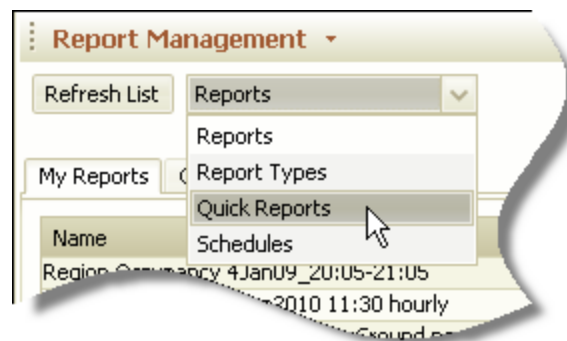 Report Management
Refresh List
Reports
Reports
Report Types
My Reports
Quick Reports
Name
Schedules
Region Occupancy 4Jan09_20:05-21:05
2010 11:30 hourly